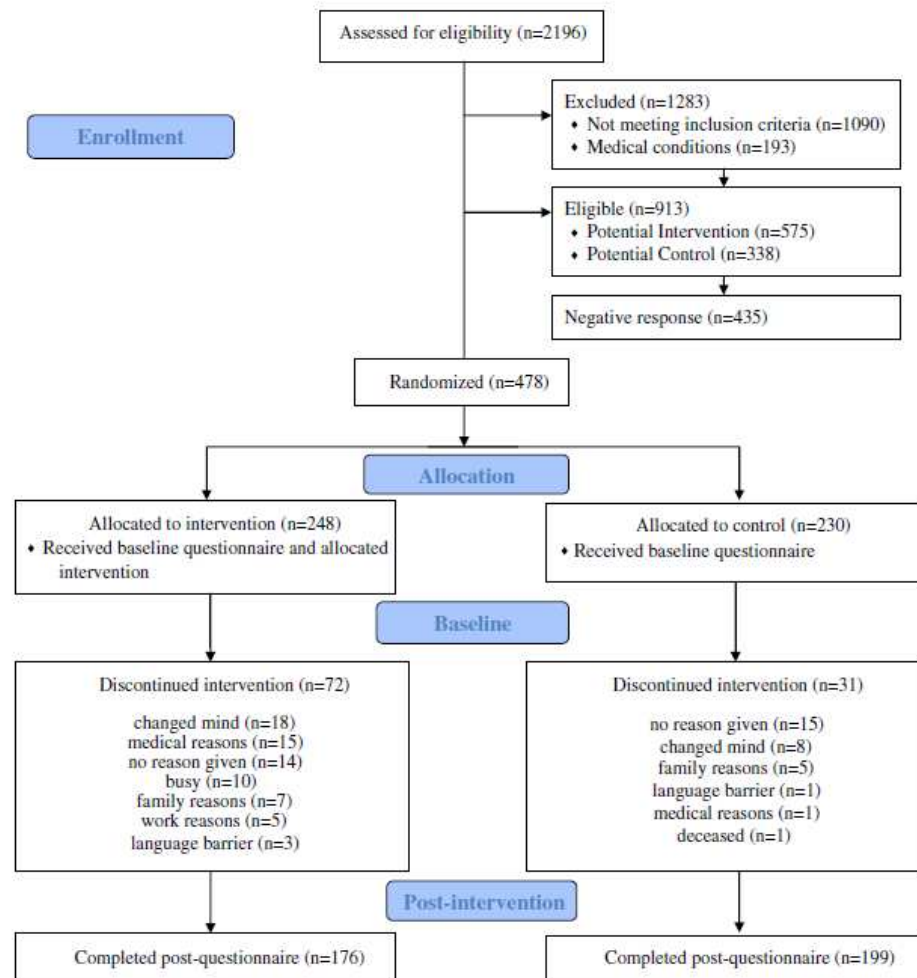 Assessed for eligibility (n=2196)
Excluded (n=1283)
♦ Not meeting inclusion criteria (n=1090)
♦ Medical conditions (n=193)
Enrollment
Eligible (n=913)
♦ Potential Intervention (n=575)
♦ Potential Control (n=338)
Negative response (n=435)
Randomized (n=478)
Allocation
Allocated to intervention (n=248)
♦ Received baseline questionnaire and allocated
intervention
Allocated to control (n=230)
♦ Received baseline questionnaire
Baseline
Discontinued intervention (n=72)
changed mind (n=18)
medical reasons (n=15)
no reason given (n=14)
busy (n=10)
family reasons (n=7)
work reasons (n=5)
language barrier (n=3)
Discontinued intervention (n=31)
no reason given (n=15)
changed mind (n=8)
family reasons (n=5)
language barrier (n=1)
medical reasons (n=1)
deceased (n=1)
Post-intervention
Completed post-questionnaire (n=176)
Completed post-questionnaire (n=199)